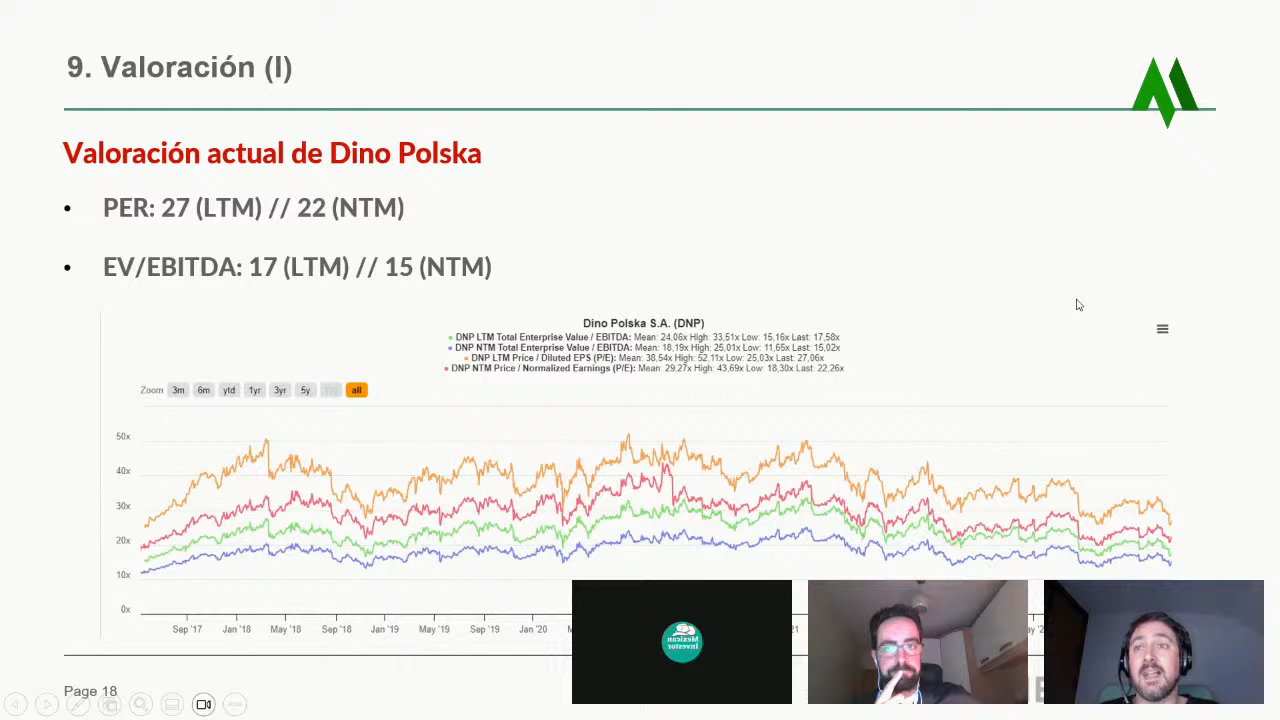 9. Valoración (I)
Valoración actual de Dino Polska
• PER: 27 (LTM) // 22 (NTM)
• EV/EBITDA: 17 (LTM) // 15 (NTM)
Dino Polska S.A. (DNP)
DNP LTM Total Enterprise Value / EBITDA: Mean: 24,06x High: 33,51x Low: 15,16x Last: 17,58x
DNP NTM Total Enterprise Value / EBITDA: Mean: 18,19x High: 25,01x Low: 11,65x Last: 15,02x
DNP LTM Price / Diluted EPS (P/E): Mean: 38,54x High: 52,11x Low: 25,03x Last: 27,06x
DNP NTM Price / Normalized Earnings (P/E): Mean: 29,27x High: 43,69x Low: 18,30x Last: 22,26x
Zoom 3m 6m ytd 1yr 3yr 5y all
50x
40x
30x
20x
10x
0x
Sep '17 Jan '18 May '18 Sep '18 Jan '19 May '19 Sep '19 Jan '20
Mexican
Investor
Page 18